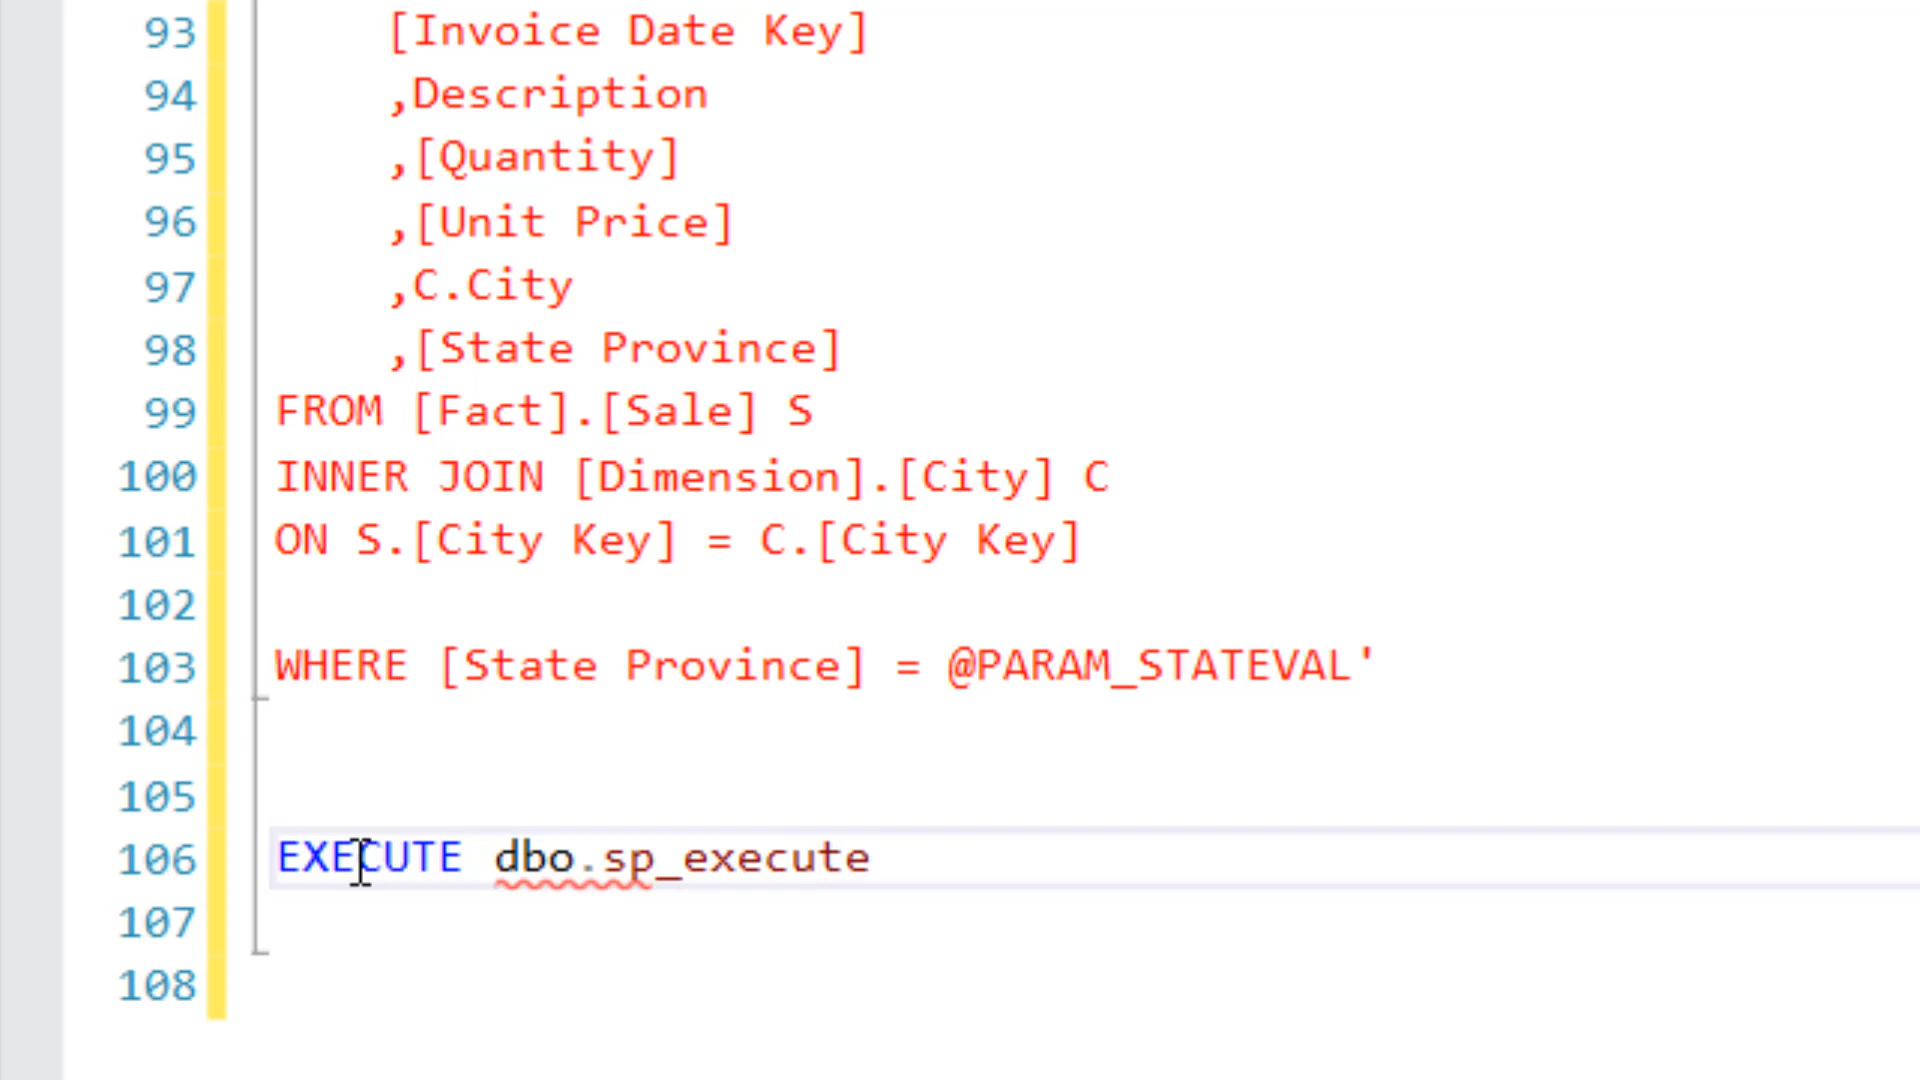 93 [Invoice Date Key]
94 ,Description
95 ,[Quantity]
96 ,[Unit Price]
97 ,C.City
98 ,[State Province]
99 FROM [Fact].[Sale] S
100 INNER JOIN [Dimension].[City] C
101 ON S.[City Key] = C.[City Key]
102
103 WHERE [State Province] = @PARAM_STATEVAL'
104
105
106 EXECUTE dbo.sp_execute
107
108